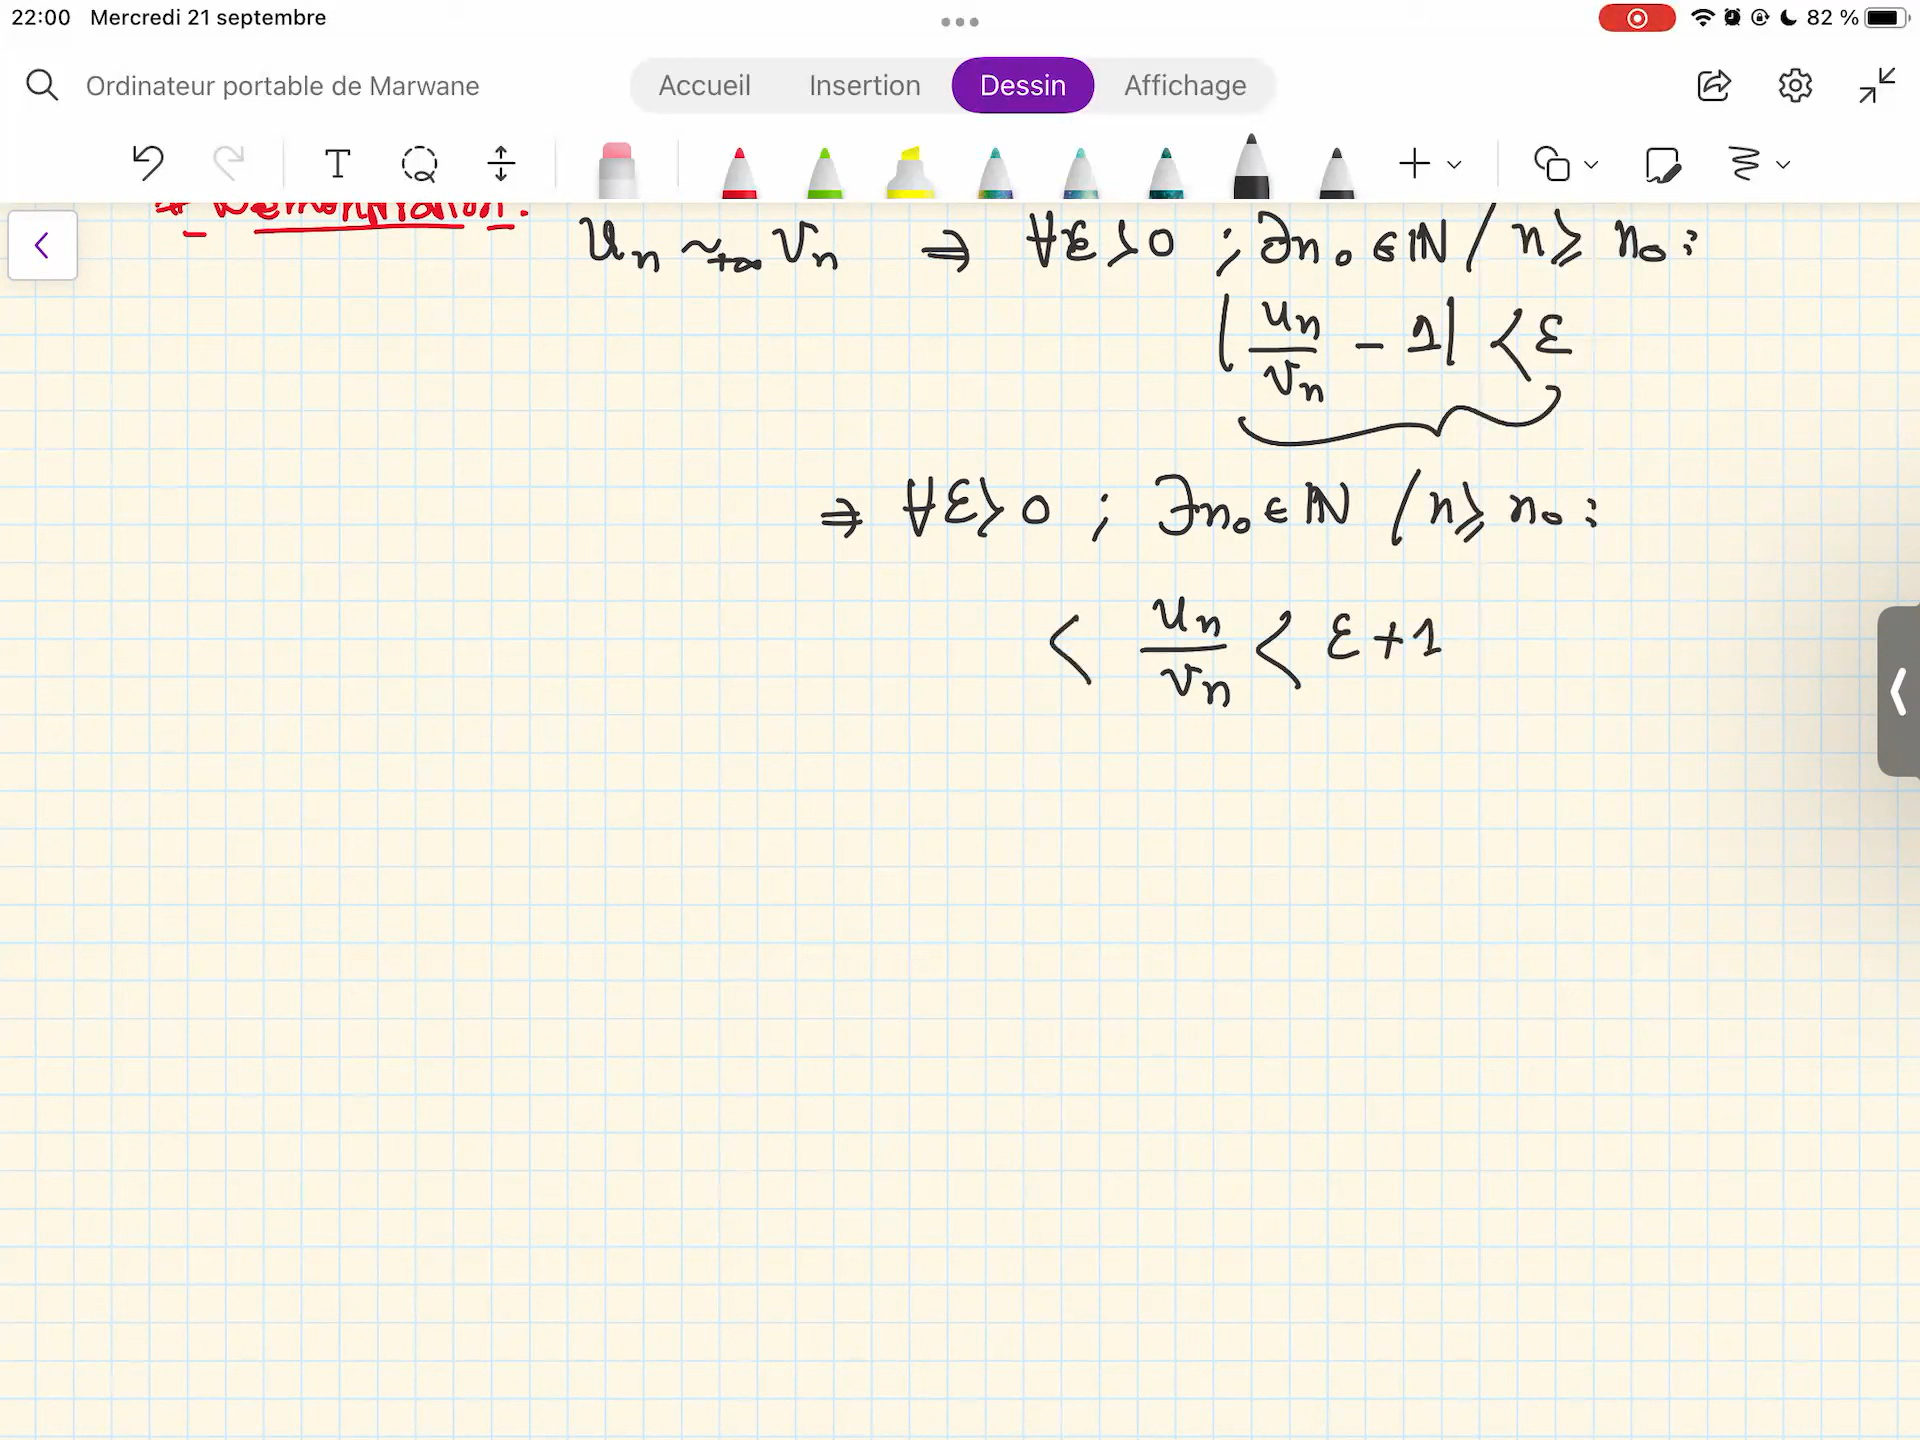 22:00 Mercredi 21 septembre 82 %
Ordinateur portable de Marwane Accueil Insertion Dessin Affichage
T
* Démonstration:
uₙ ~₊∞ vₙ ⇒ ∀ε>0 ; ∃n₀ ∈ ℕ / n ⩾ n₀ :
| uₙ/vₙ − 1 | < ε
⇒ ∀ε>0 ; ∃n₀ ∈ ℕ / n ⩾ n₀ :
< uₙ/vₙ < ε + 1